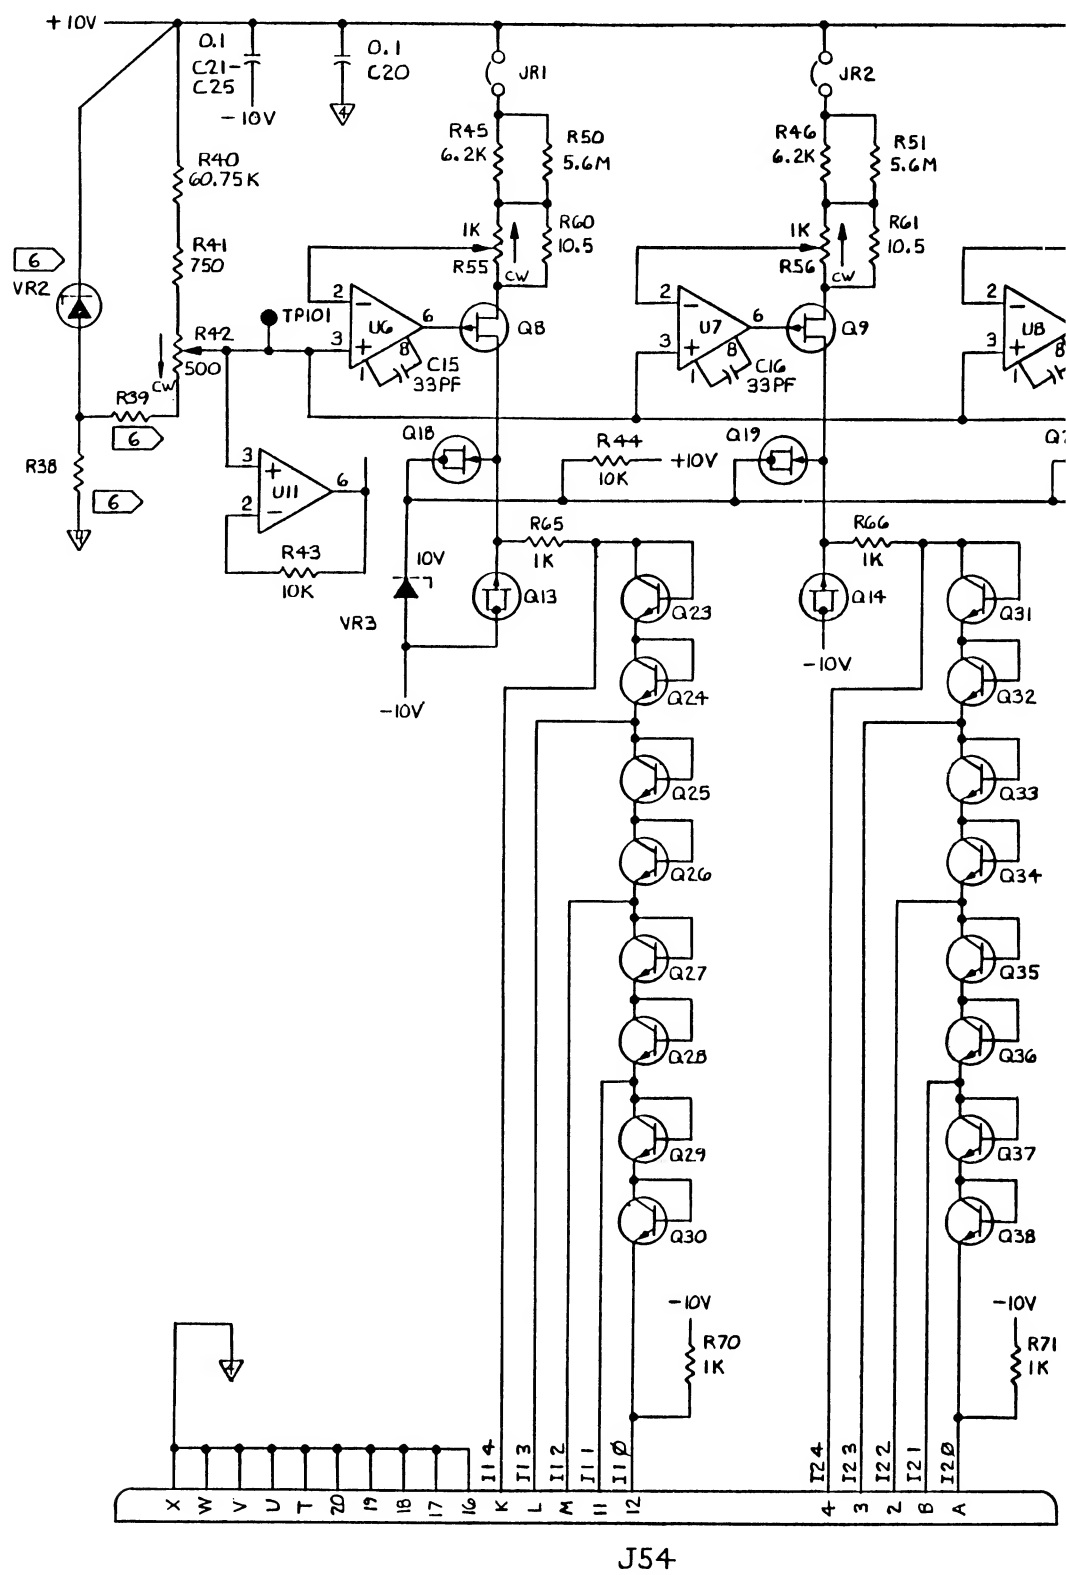 +10V
0.1
C21-
C25
-10V
0.1
C20
4
JR1
JR2
R45
6.2K
R50
5.6M
R46
6.2K
R51
5.6M
R40
60.75K
R41
750
6
VR2
R42
500
CW
TP101
1K
R55
CW
R60
10.5
1K
R56
CW
R61
10.5
2
3
U6
6
1
8
C15
33PF
Q8
2
3
U7
6
1
8
C16
33PF
Q9
2
3
U8
1
8
R39
6
R38
6
4
3
2
U11
6
R43
10K
Q18
R44
10K
+10V
Q19
10V
VR3
-10V
R65
1K
Q13
R66
1K
Q14
-10V
Q23
Q24
Q25
Q26
Q27
Q28
Q29
Q30
Q31
Q32
Q33
Q34
Q35
Q36
Q37
Q38
-10V
R70
1K
-10V
R71
1K
4
I14
I13
I12
I11
I1Ø
I24
I23
I22
I21
I2Ø
X
W
V
U
T
20
19
18
17
16
K
L
M
11
12
4
3
2
B
A
J54